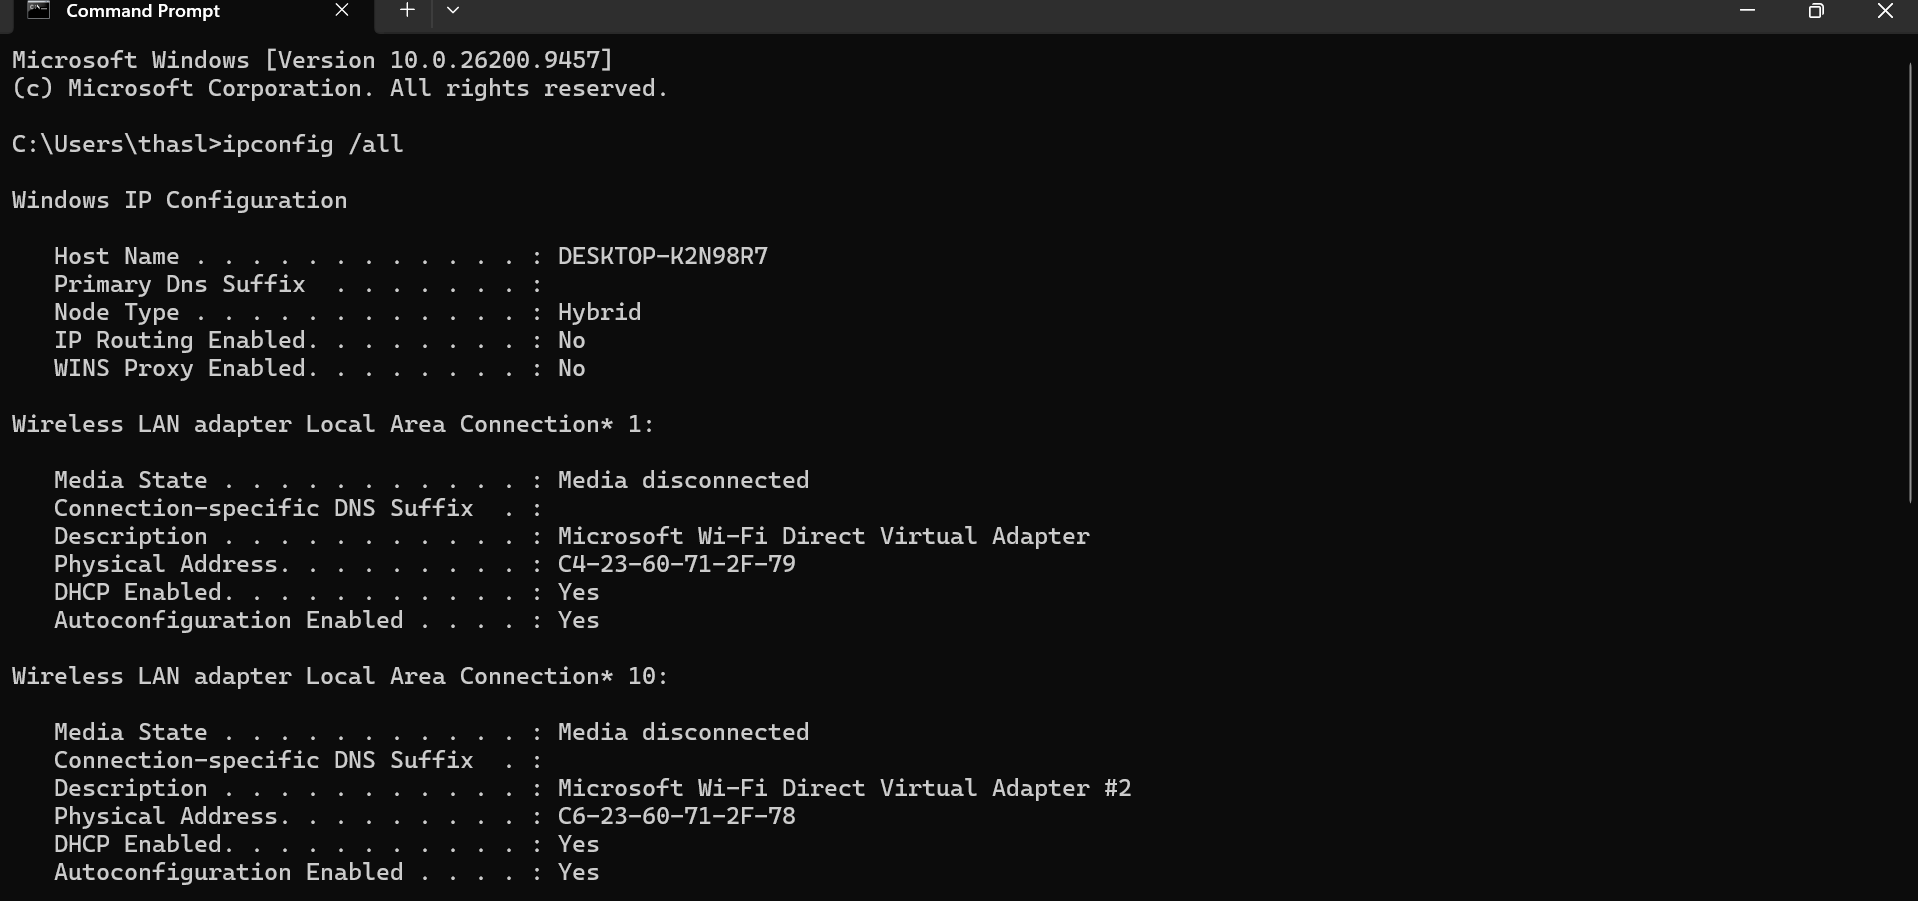 Command Prompt
Microsoft Windows [Version 10.0.26200.9457]
(c) Microsoft Corporation. All rights reserved.
C:\Users\thasl>ipconfig /all
Windows IP Configuration
Host Name . . . . . . . . . . . . : DESKTOP-K2N98R7
Primary Dns Suffix  . . . . . . . :
Node Type . . . . . . . . . . . . : Hybrid
IP Routing Enabled. . . . . . . . : No
WINS Proxy Enabled. . . . . . . . : No
Wireless LAN adapter Local Area Connection* 1:
Media State . . . . . . . . . . . : Media disconnected
Connection-specific DNS Suffix  . :
Description . . . . . . . . . . . : Microsoft Wi-Fi Direct Virtual Adapter
Physical Address. . . . . . . . . : C4-23-60-71-2F-79
DHCP Enabled. . . . . . . . . . . : Yes
Autoconfiguration Enabled . . . . : Yes
Wireless LAN adapter Local Area Connection* 10:
Media State . . . . . . . . . . . : Media disconnected
Connection-specific DNS Suffix  . :
Description . . . . . . . . . . . : Microsoft Wi-Fi Direct Virtual Adapter #2
Physical Address. . . . . . . . . : C6-23-60-71-2F-78
DHCP Enabled. . . . . . . . . . . : Yes
Autoconfiguration Enabled . . . . : Yes